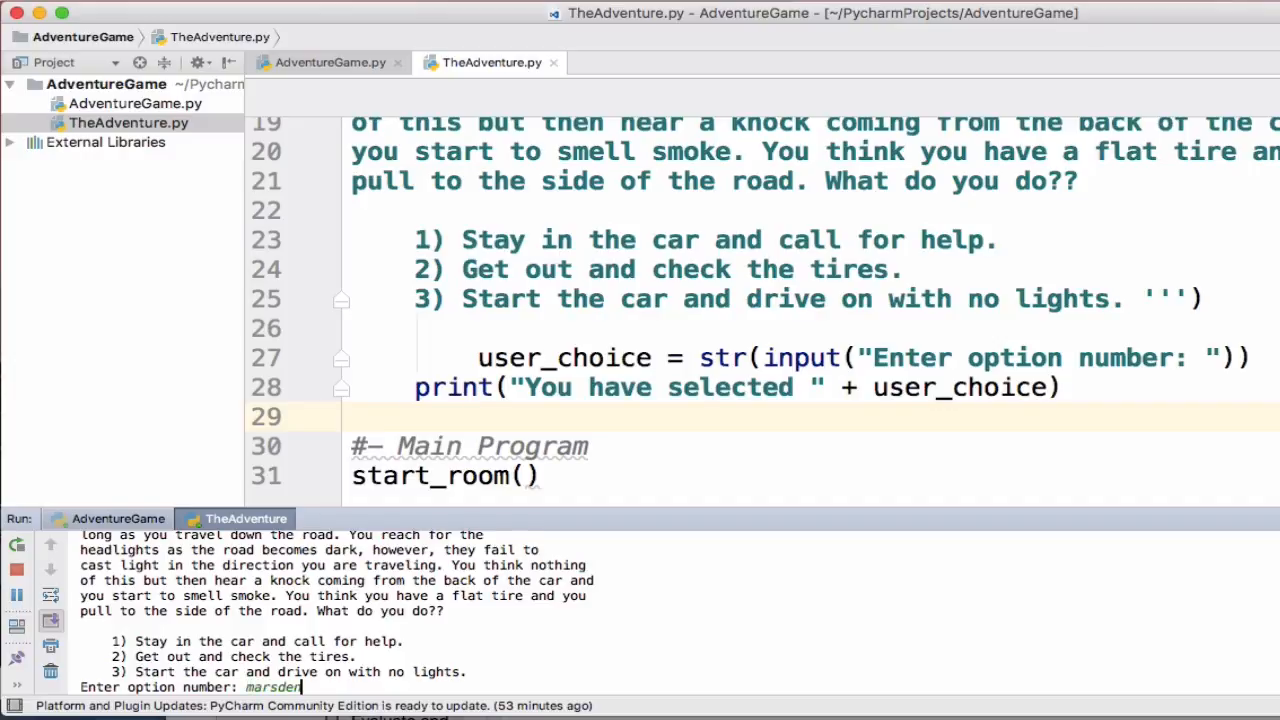 TheAdventure.py - AdventureGame - [~/PycharmProjects/AdventureGame]
AdventureGame TheAdventure.py
Project AdventureGame.py TheAdventure.py
AdventureGame ~/Pycharm
AdventureGame.py
TheAdventure.py
External Libraries
19 of this but then hear a knock coming from the back of the c
20 you start to smell smoke. You think you have a flat tire an
21 pull to the side of the road. What do you do??
22
23 1) Stay in the car and call for help.
24 2) Get out and check the tires.
25 3) Start the car and drive on with no lights. ''')
26
27 user_choice = str(input("Enter option number: "))
28 print("You have selected " + user_choice)
29
30 #- Main Program
31 start_room()
Run: AdventureGame TheAdventure
long as you travel down the road. You reach for the
headlights as the road becomes dark, however, they fail to
cast light in the direction you are traveling. You think nothing
of this but then hear a knock coming from the back of the car and
you start to smell smoke. You think you have a flat tire and you
pull to the side of the road. What do you do??
1) Stay in the car and call for help.
2) Get out and check the tires.
3) Start the car and drive on with no lights.
Enter option number: marsden
Platform and Plugin Updates: PyCharm Community Edition is ready to update. (53 minutes ago)